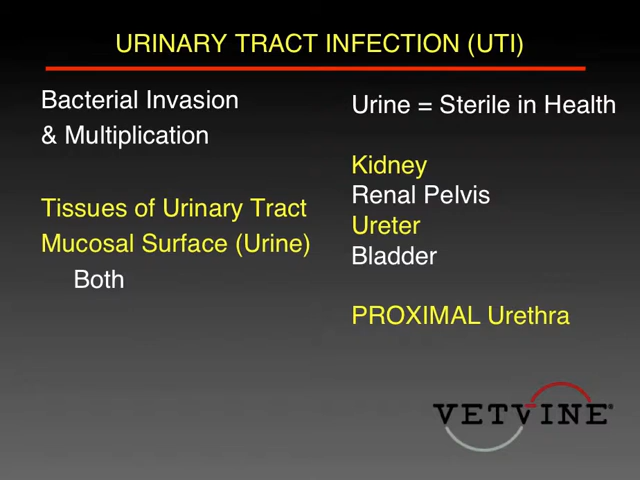 URINARY TRACT INFECTION (UTI)
Bacterial Invasion
& Multiplication
Tissues of Urinary Tract
Mucosal Surface (Urine)
Both
Urine = Sterile in Health
Kidney
Renal Pelvis
Ureter
Bladder
PROXIMAL Urethra
VETVINE®